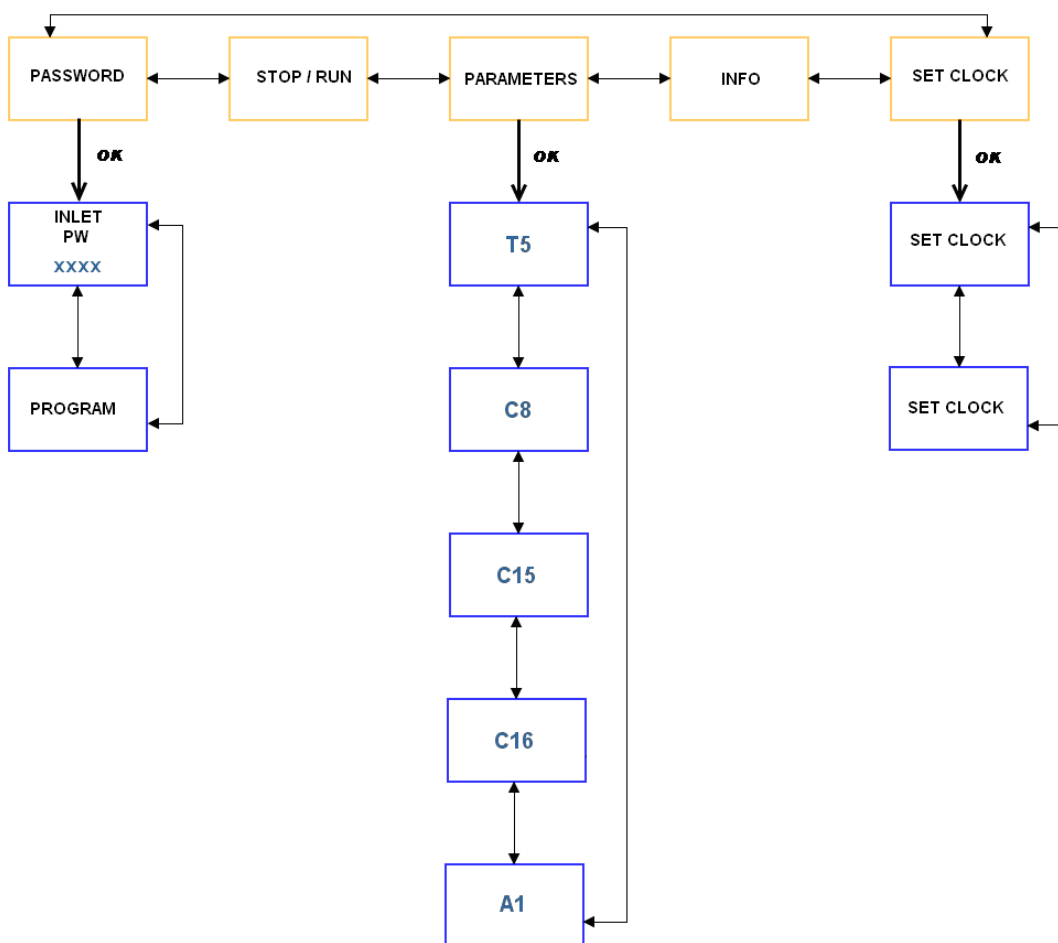 PASSWORD
STOP / RUN
PARAMETERS
INFO
SET CLOCK
OK
OK
OK
INLET
PW
XXXX
T5
SET CLOCK
PROGRAM
C8
SET CLOCK
C15
C16
A1